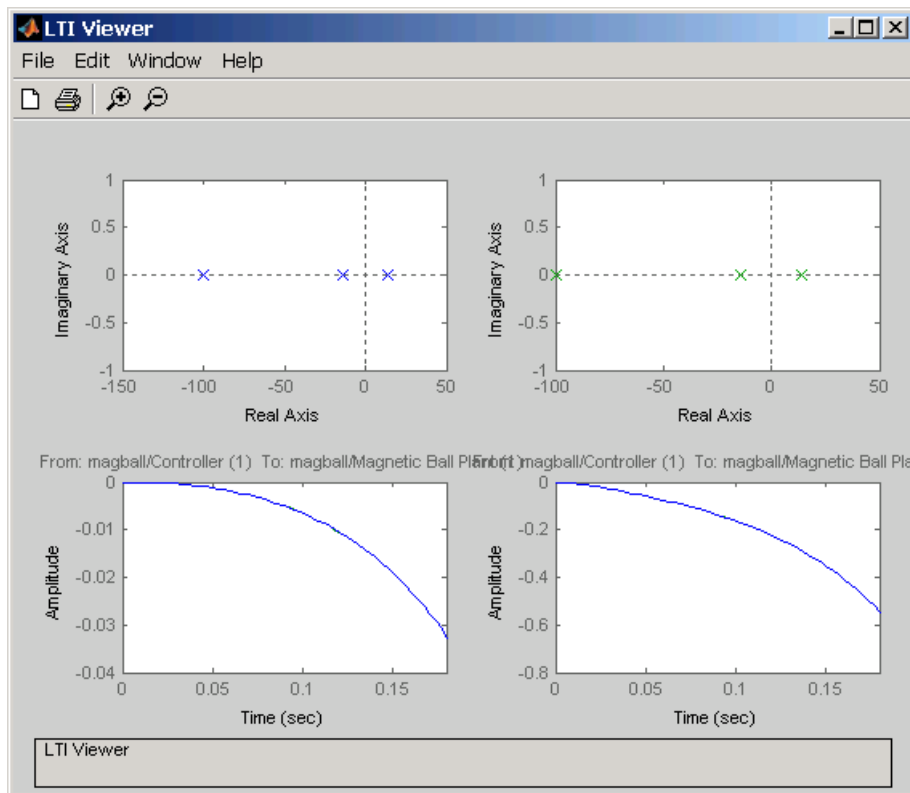 LTI Viewer
File Edit Window Help
1
0.5
0
-0.5
-1
Imaginary Axis
-150 -100 -50 0 50
Real Axis
1
0.5
0
-0.5
-1
Imaginary Axis
-100 -50 0 50
Real Axis
From: magball/Controller (1) To: magball/Magnetic Ball Plant(1)
From: magball/Controller (1) To: magball/Magnetic Ball Pla
0
-0.01
-0.02
-0.03
-0.04
Amplitude
0 0.05 0.1 0.15
Time (sec)
0
-0.2
-0.4
-0.6
-0.8
Amplitude
0 0.05 0.1 0.15
Time (sec)
LTI Viewer